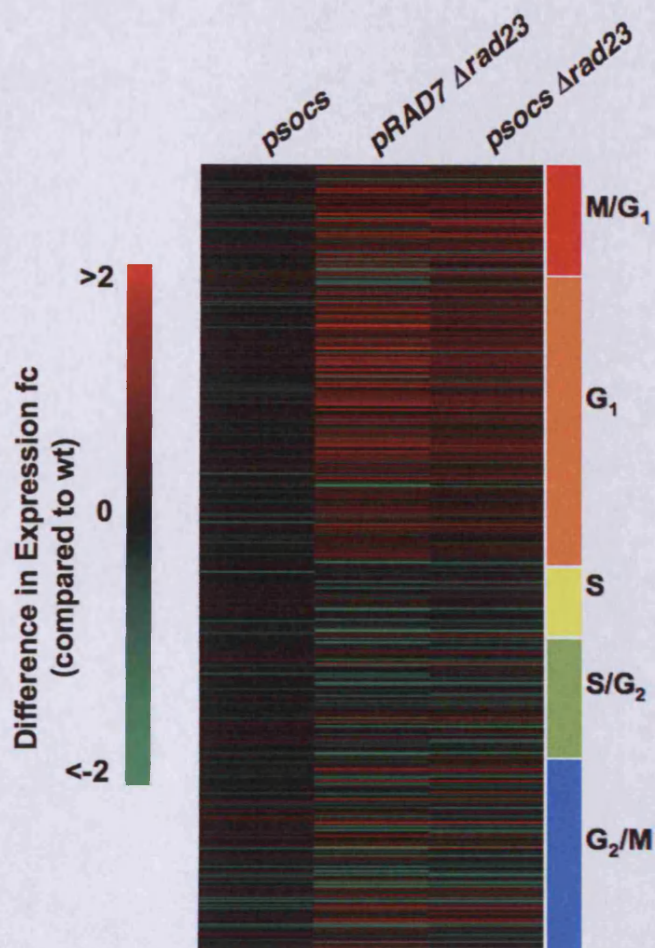 psocs
pRAD7 Δrad23
psocs Δrad23
>2
0
<-2
Difference in Expression fc
(compared to wt)
M/G₁
G₁
S
S/G₂
G₂/M